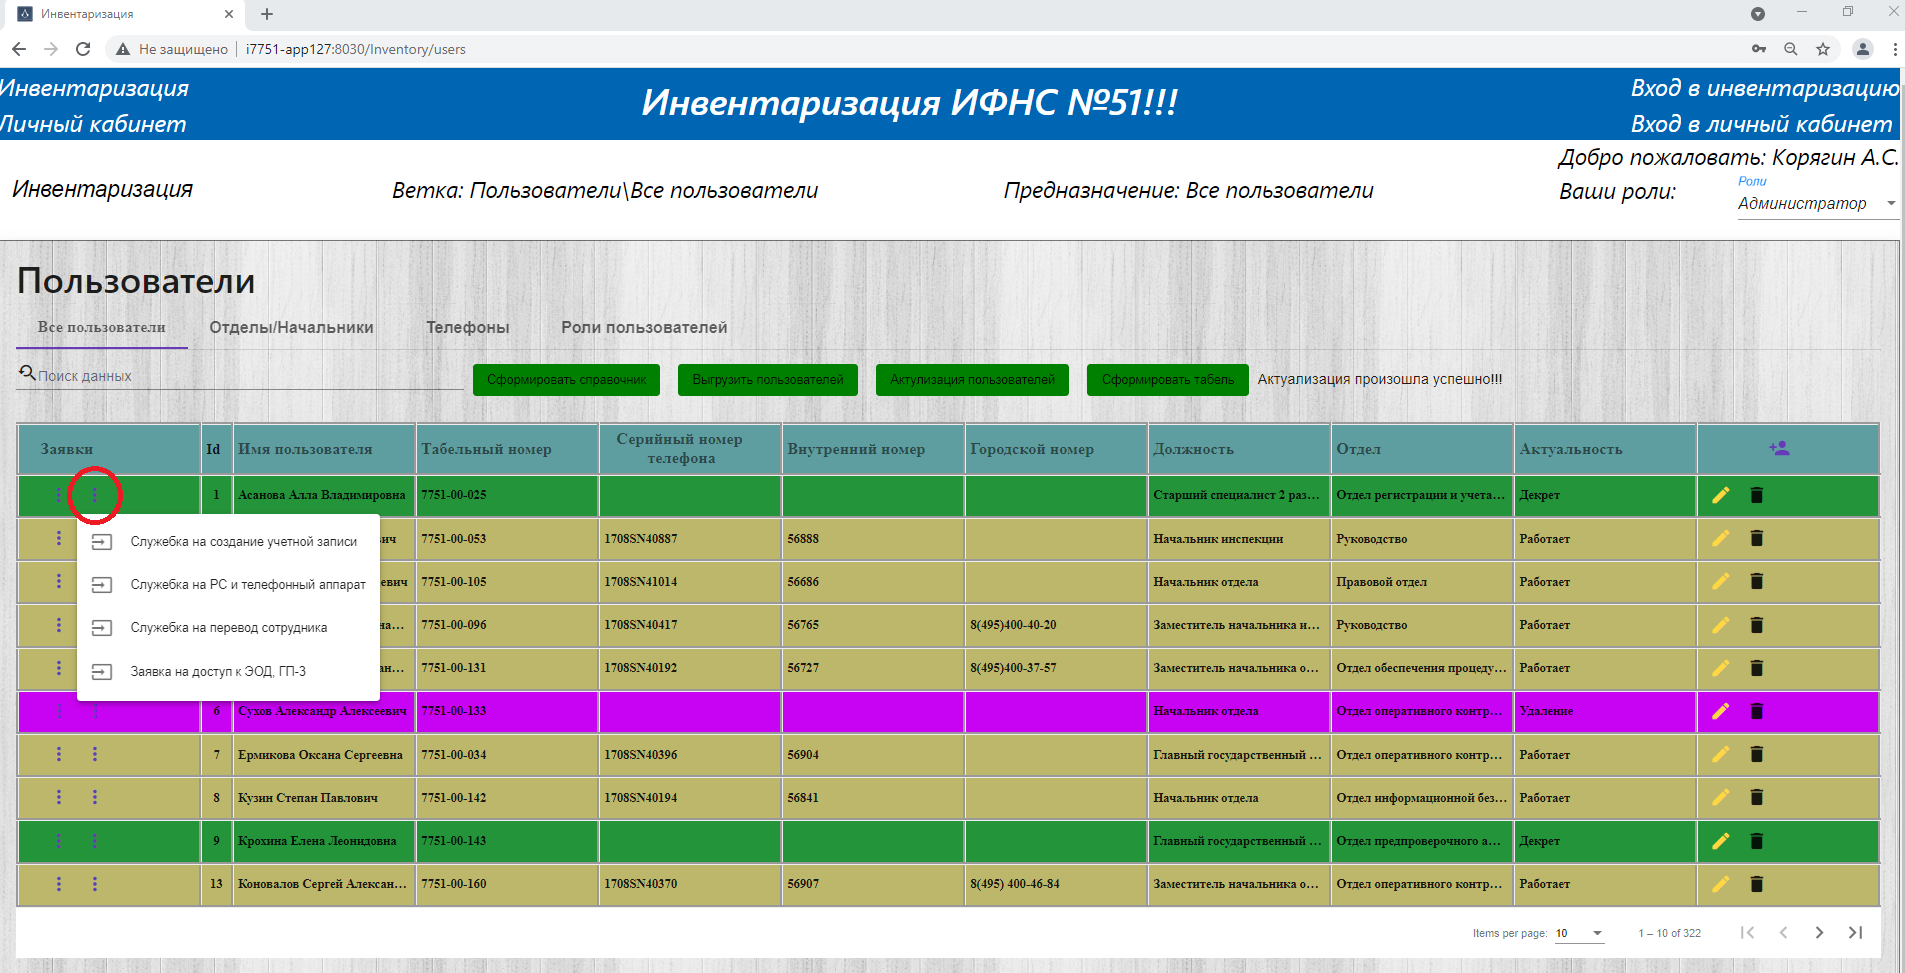 Инвентаризация
Не защищено
i7751-app127:8030/Inventory/users
Инвентаризация
Личный кабинет
Инвентаризация ИФНС №51!!!
Вход в инвентаризацию
Вход в личный кабинет
Добро пожаловать: Корягин А.С.
Инвентаризация
Ветка: Пользователи\Все пользователи
Предназначение: Все пользователи
Ваши роли:
Роли
Администратор
Пользователи
Все пользователи Отделы/Начальники Телефоны Роли пользователей
Поиск данных
Сформировать справочник
Выгрузить пользователей
Актулизация пользователей
Сформировать табель
Актуализация произошла успешно!!!
Заявки Id Имя пользователя Табельный номер Серийный номер телефона Внутренний номер Городской номер Должность Отдел Актуальность
1 Асанова Алла Владимировна 7751-00-025 Старший специалист 2 раз... Отдел регистрации и учета... Декрет
ич 7751-00-053 1708SN40887 56888 Начальник инспекции Руководство Работает
евич 7751-00-105 1708SN41014 56686 Начальник отдела Правовой отдел Работает
на... 7751-00-096 1708SN40417 56765 8(495)400-40-20 Заместитель начальника и... Руководство Работает
ан... 7751-00-131 1708SN40192 56727 8(495)400-37-57 Заместитель начальника о... Отдел обеспечения процеду... Работает
Служебка на создание учетной записи
Служебка на РС и телефонный аппарат
Служебка на перевод сотрудника
Заявка на доступ к ЭОД, ГП-3
6 Сухов Александр Алексеевич 7751-00-133 Начальник отдела Отдел оперативного контр... Удаление
7 Ермикова Оксана Сергеевна 7751-00-034 1708SN40396 56904 Главный государственный ... Отдел оперативного контр... Работает
8 Кузин Степан Павлович 7751-00-142 1708SN40194 56841 Начальник отдела Отдел информационной без... Работает
9 Крохина Елена Леонидовна 7751-00-143 Главный государственный ... Отдел предпроверочного а... Декрет
13 Коновалов Сергей Алексан... 7751-00-160 1708SN40370 56907 8(495) 400-46-84 Заместитель начальника о... Отдел оперативного контр... Работает
Items per page: 10 1 – 10 of 322